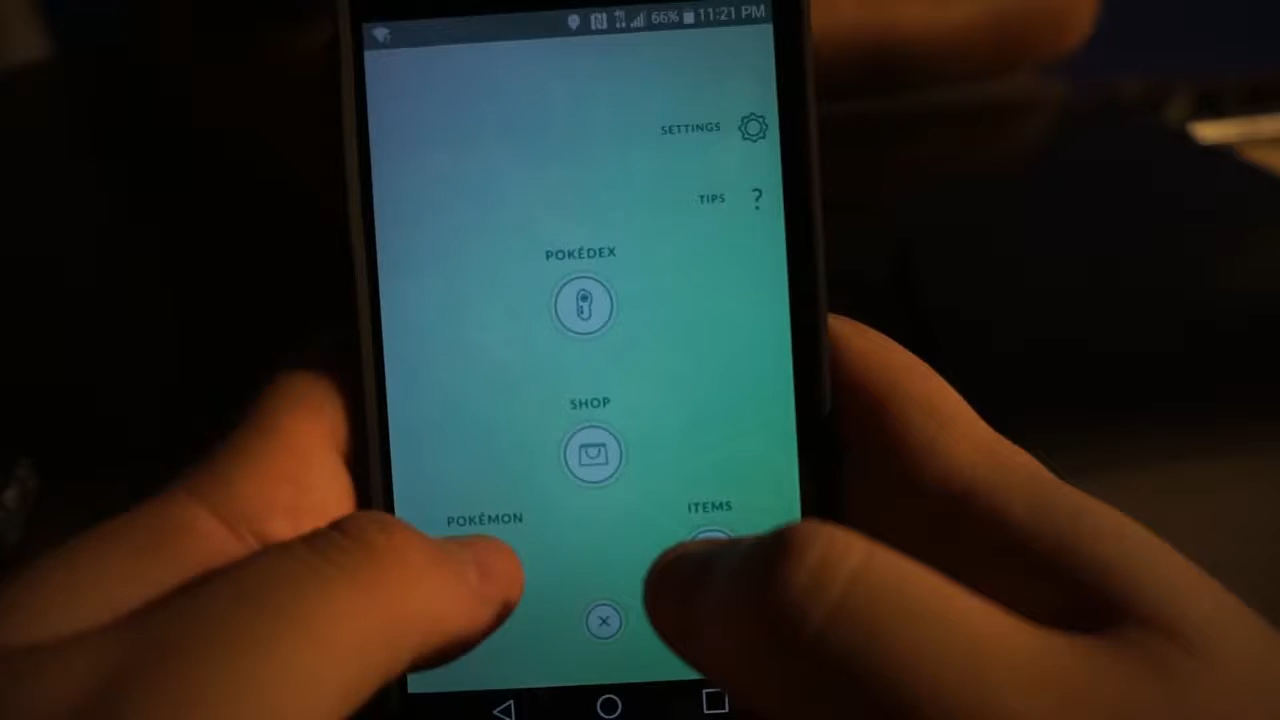 66% 11:21 PM
SETTINGS
TIPS ?
POKÉDEX
SHOP
POKÉMON
ITEMS